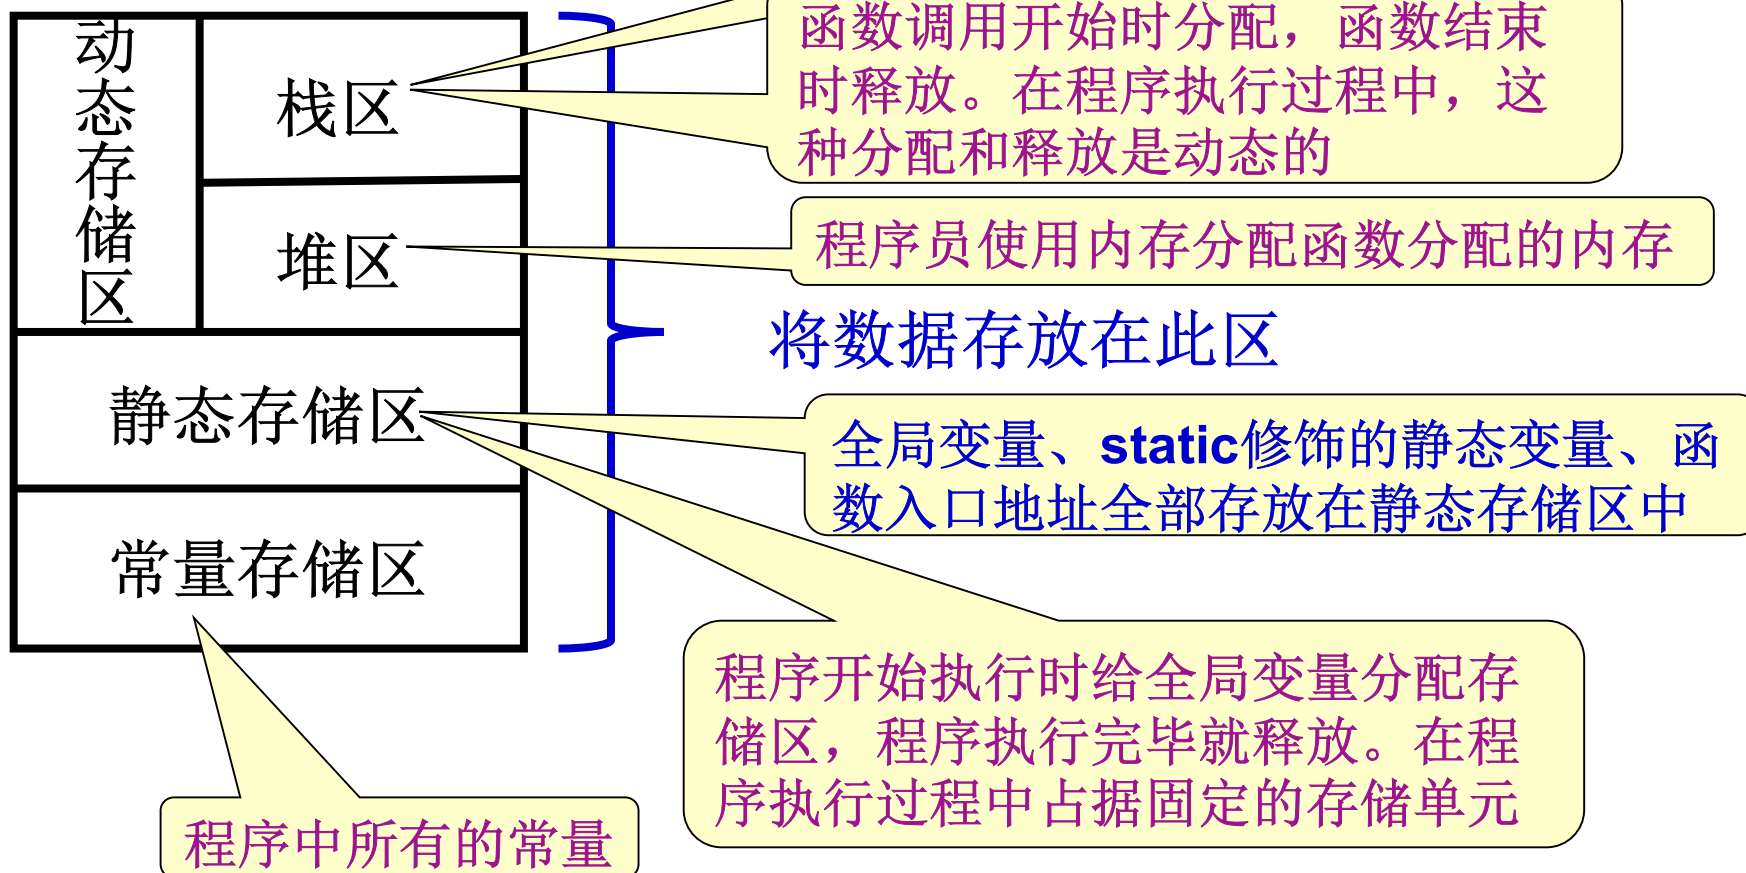 动态存储区
栈区
堆区
静态存储区
常量存储区
函数调用开始时分配，函数结束
时释放。在程序执行过程中，这
种分配和释放是动态的
程序员使用内存分配函数分配的内存
将数据存放在此区
全局变量、static修饰的静态变量、函
数入口地址全部存放在静态存储区中
程序开始执行时给全局变量分配存
储区，程序执行完毕就释放。在程
序执行过程中占据固定的存储单元
程序中所有的常量